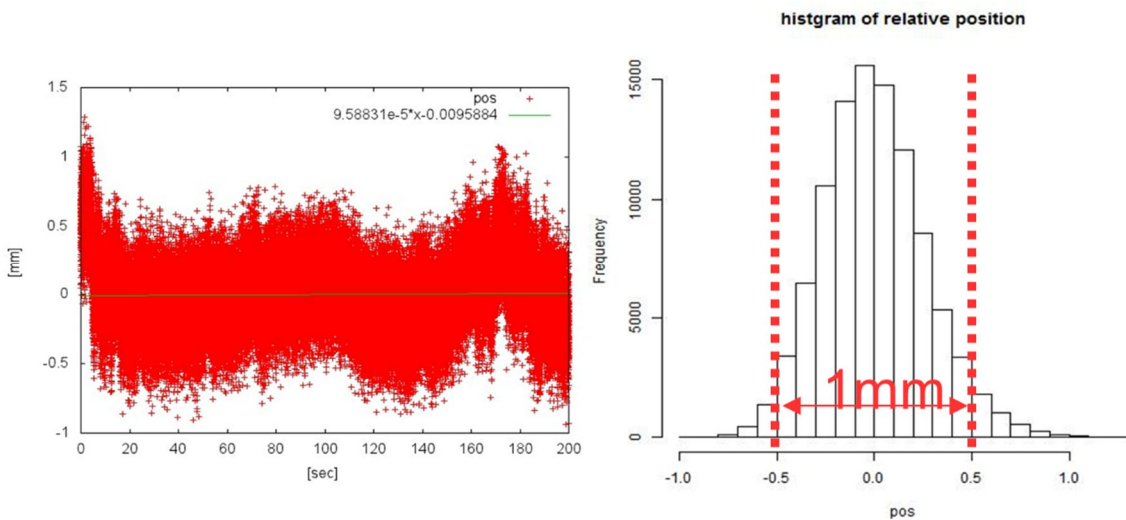 1.5
1
0.5
0
-0.5
-1
0 20 40 60 80 100 120 140 160 180 200
[mm]
[sec]
pos
9.58831e-5*x-0.0095884
histgram of relative position
15000
10000
5000
0
Frequency
1mm
-1.0 -0.5 0.0 0.5 1.0
pos